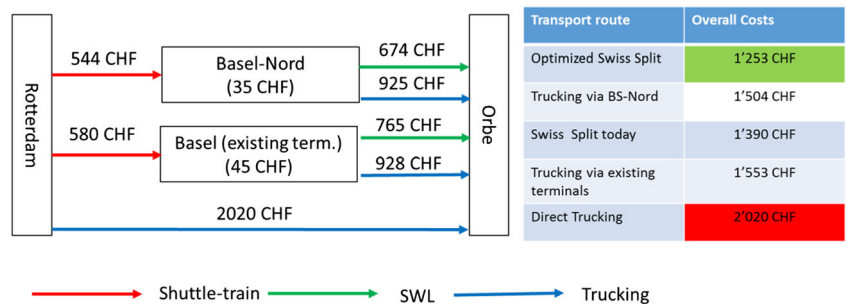 Rotterdam
544 CHF
Basel-Nord
(35 CHF)
674 CHF
925 CHF
580 CHF
Basel (existing term.)
(45 CHF)
765 CHF
928 CHF
2020 CHF
Orbe
Transport route Overall Costs
Optimized Swiss Split 1’253 CHF
Trucking via BS-Nord 1’504 CHF
Swiss Split today 1’390 CHF
Trucking via existing
terminals 1’553 CHF
Direct Trucking 2’020 CHF
Shuttle-train SWL Trucking